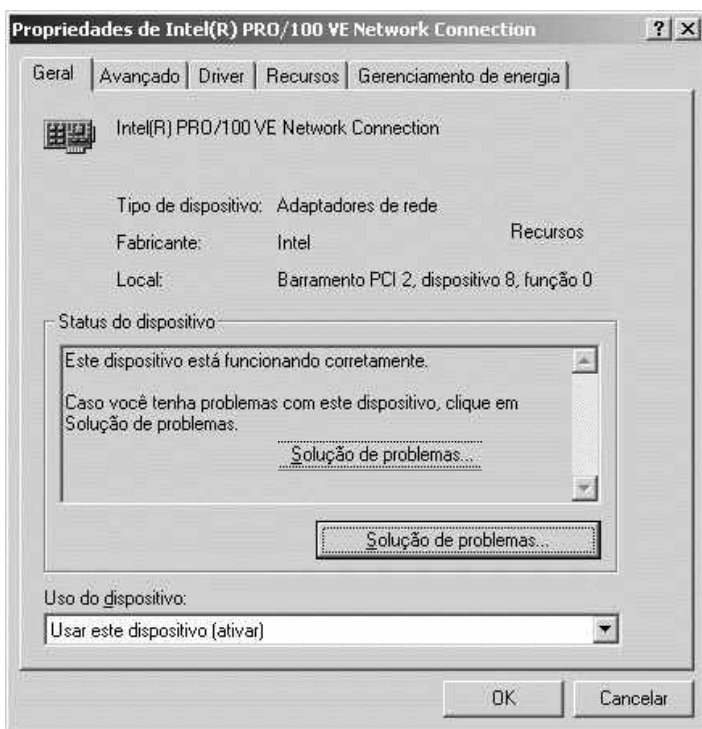 Propriedades de Intel(R) PRO/100 VE Network Connection
Geral
Avançado
Driver
Recursos
Gerenciamento de energia
Intel(R) PRO/100 VE Network Connection
Tipo de dispositivo: Adaptadores de rede
Recursos
Fabricante: Intel
Local: Barramento PCI 2, dispositivo 8, função 0
Status do dispositivo
Este dispositivo está funcionando corretamente.
Caso você tenha problemas com este dispositivo, clique em
Solução de problemas.
Solução de problemas...
Solução de problemas...
Uso do dispositivo:
Usar este dispositivo (ativar)
OK
Cancelar